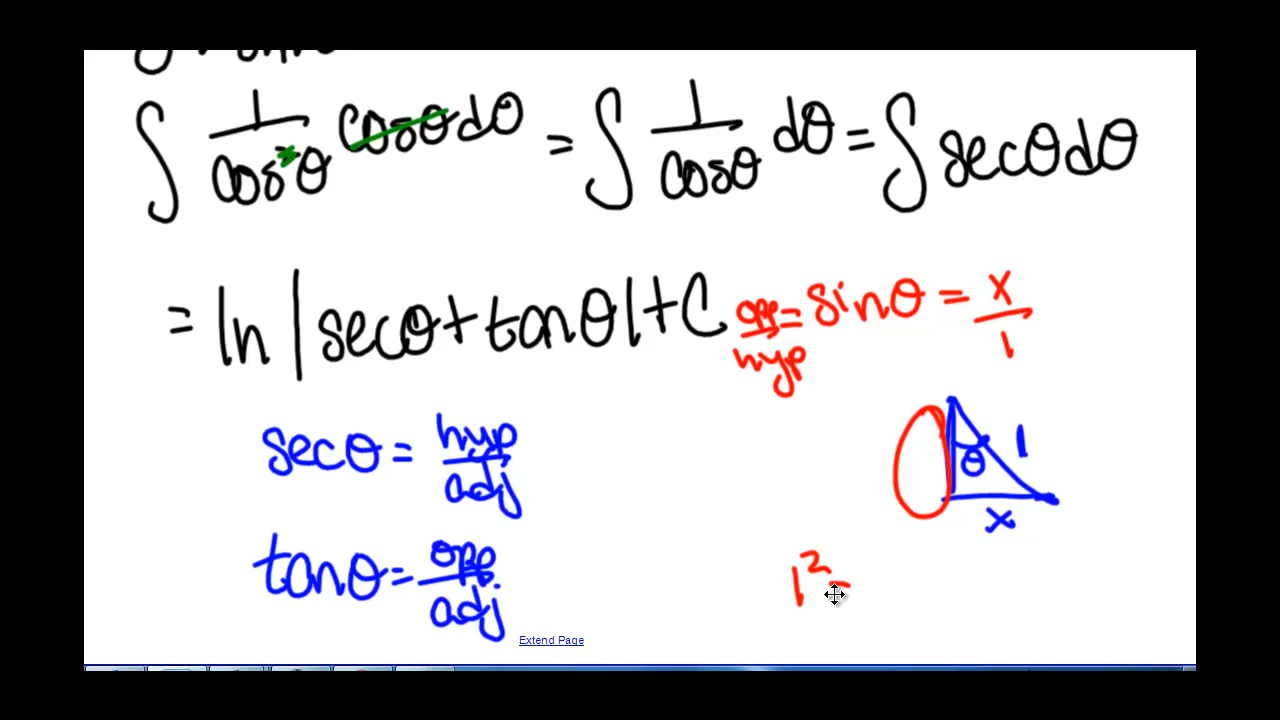 ∫ 1/cos²θ cosθ dθ = ∫ 1/cosθ dθ = ∫ secθ dθ
= ln |secθ + tanθ| + C
opp/hyp = sinθ = x/1
secθ = hyp/adj
θ 1
x
tanθ = opp/adj
1² =
Extend Page